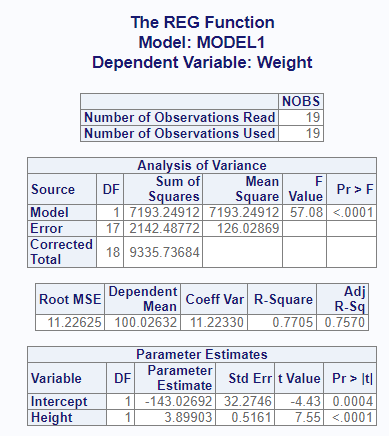 The REG Function
Model: MODEL1
Dependent Variable: Weight
NOBS
Number of Observations Read 19
Number of Observations Used 19
Analysis of Variance
Source DF Sum of Squares Mean Square F Value Pr > F
Model 1 7193.24912 7193.24912 57.08 <.0001
Error 17 2142.48772 126.02869
Corrected Total 18 9335.73684
Root MSE Dependent Mean Coeff Var R-Square Adj R-Sq
11.22625 100.02632 11.22330 0.7705 0.7570
Parameter Estimates
Variable DF Parameter Estimate Std Err t Value Pr > |t|
Intercept 1 -143.02692 32.2746 -4.43 0.0004
Height 1 3.89903 0.5161 7.55 <.0001